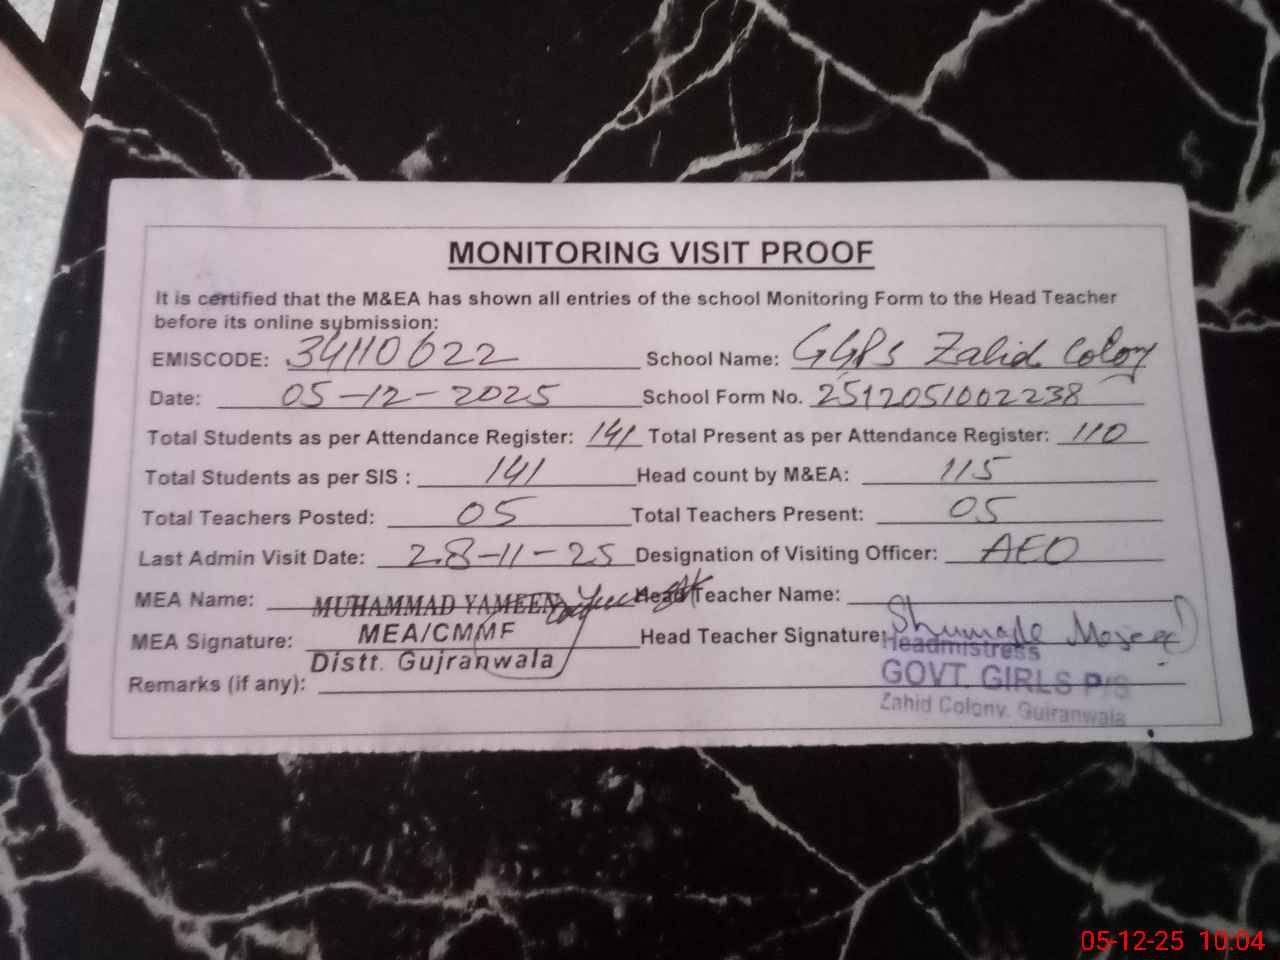 MONITORING VISIT PROOF
It is certified that the M&EA has shown all entries of the school Monitoring Form to the Head Teacher
before its online submission:
EMISCODE: 34110622 School Name: GGPS Zahid Colony
Date: 05-12-2025 School Form No. 2512051002238
Total Students as per Attendance Register: 141 Total Present as per Attendance Register: 110
Total Students as per SIS : 141 Head count by M&EA: 115
Total Teachers Posted: 05 Total Teachers Present: 05
Last Admin Visit Date: 28-11-25 Designation of Visiting Officer: AEO
MEA Name: MUHAMMAD YAMEEN Head Teacher Name:
MEA Signature: MEA/CMMF Head Teacher Signature:
Distt. Gujranwala Headmistress
Remarks (if any): GOVT. GIRLS P/S
Zahid Colony. Gujranwala
05-12-25 10:04